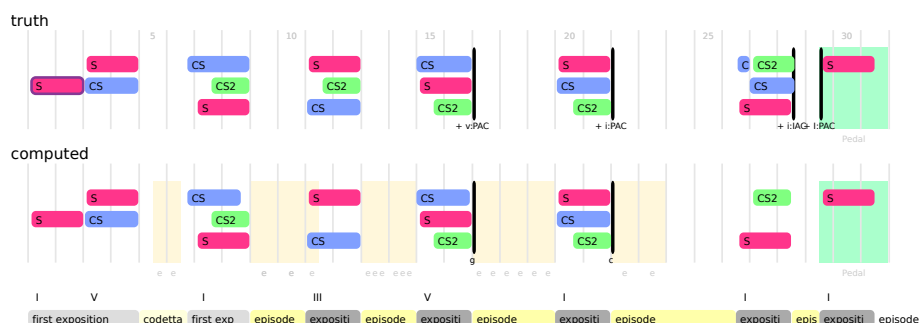 truth
5 10 15 20 25 30
S CS S CS S C CS2 S
S CS CS2 CS2 S CS CS
S CS CS2 CS2 S
+ v:PAC + i:PAC + i:IAC + I:PAC
Pedal
computed
S CS S CS S CS2 S
S CS CS2 S CS
S CS CS2 CS2 S
g c
e e e e e e e e e e e e e e e e e e e Pedal
I V I III V I I I
first exposition codetta first exp episode expositi episode expositi episode expositi episode expositi epis expositi episode